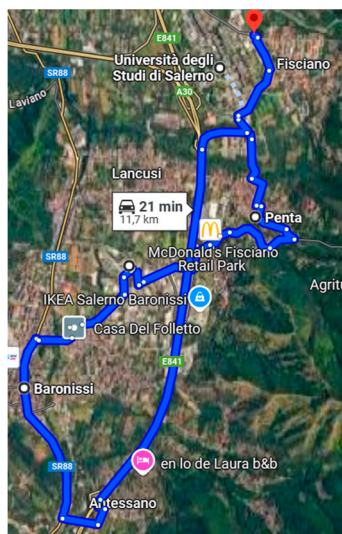 E841
Università degli
Studi di Salerno
Fisciano
SR88
A30
Laviano
E841
Lancusi
21 min
11,7 km
Penta
McDonald's Fisciano
Retail Park
SR88
Agritu
IKEA Salerno Baronissi
Casa Del Folletto
E841
Baronissi
en lo de Laura b&b
SR88
Antessano